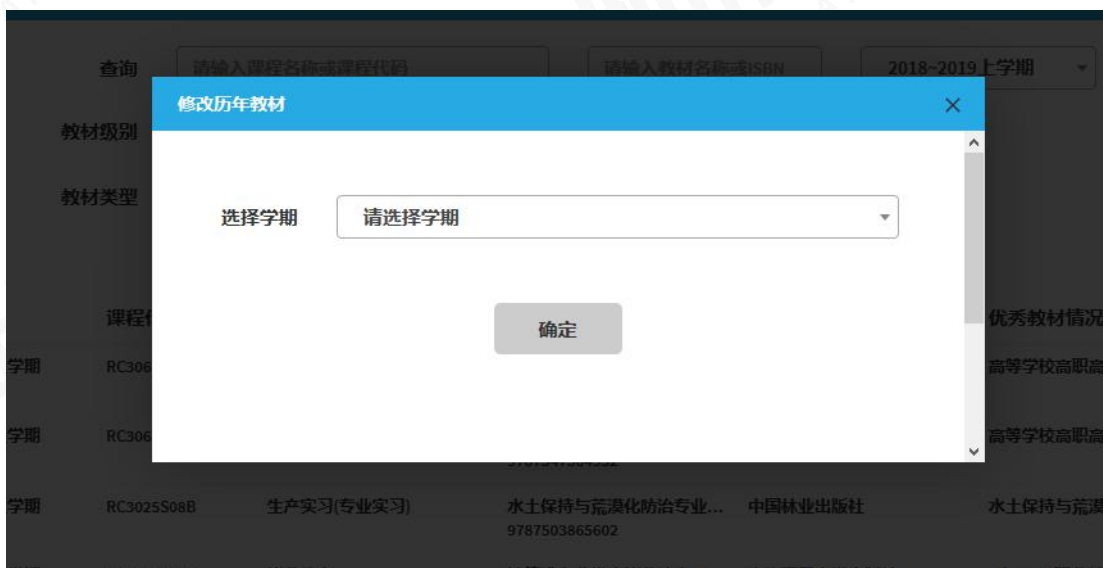 查询 请输入课程名称或课程代码 请输入教材名称或ISBN 2018~2019上学期
修改历年教材
教材级别
教材类型
选择学期 请选择学期
课程 优秀教材情况
确定
学期 RC306 高等学校高职高
学期 RC306 高等学校高职高
学期 RC3025S08B 生产实习(专业实习) 水土保持与荒漠化防治专业... 中国林业出版社 水土保持与荒漠
9787503865602